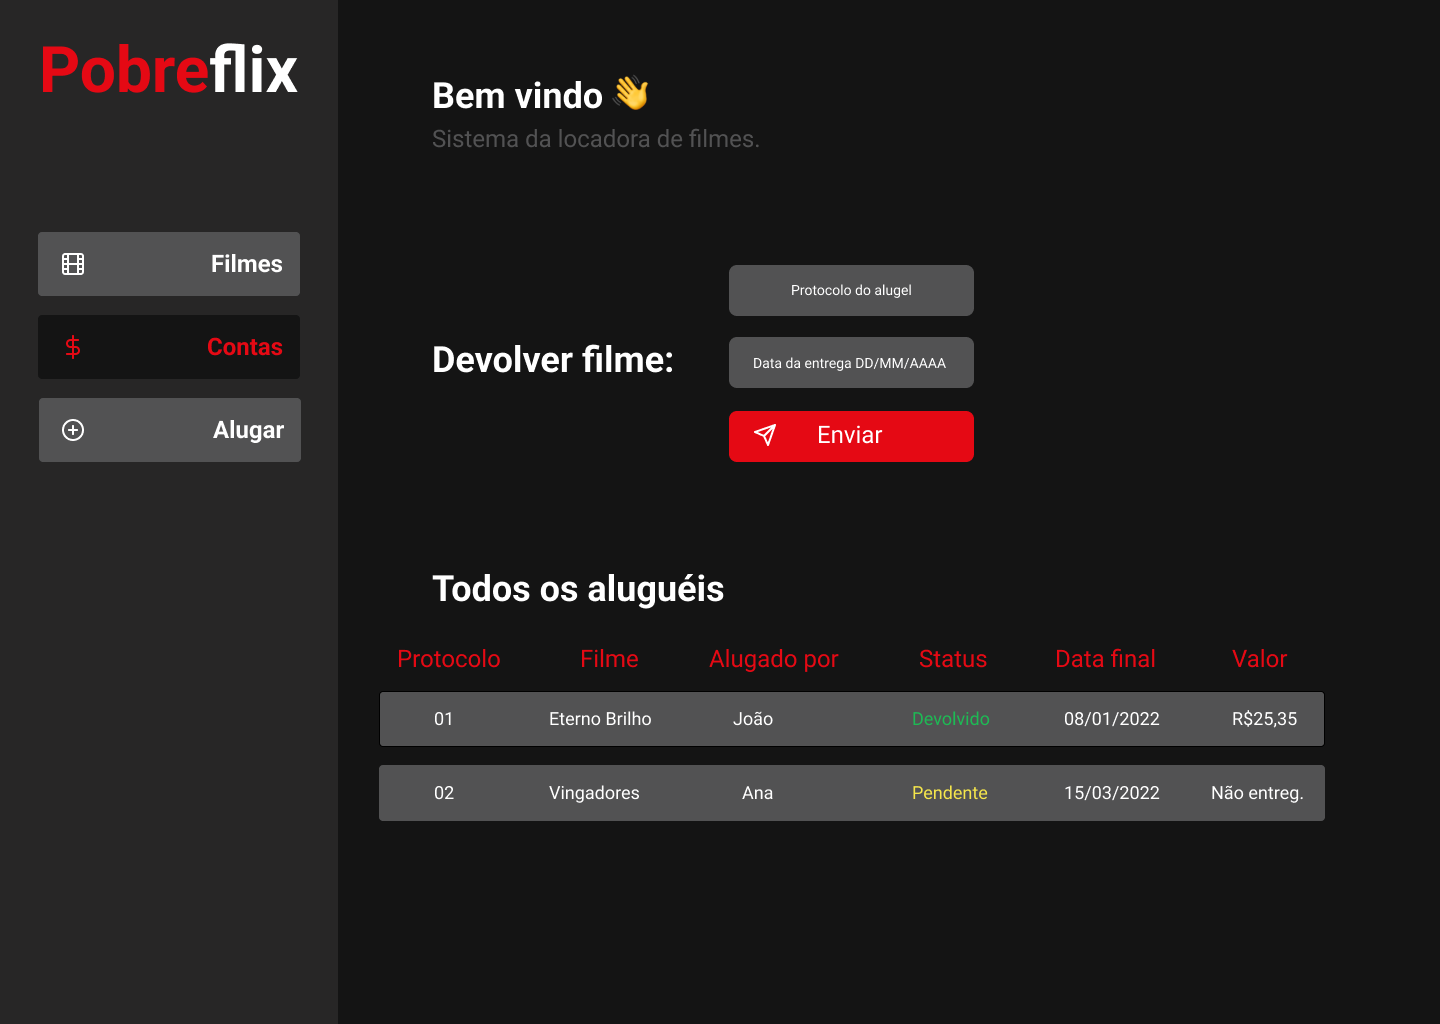 Pobreflix
Filmes
Contas
Alugar
Bem vindo 👋
Sistema da locadora de filmes.
Devolver filme:
Protocolo do alugel
Data da entrega DD/MM/AAAA
Enviar
Todos os aluguéis
Protocolo Filme Alugado por Status Data final Valor
01 Eterno Brilho João Devolvido 08/01/2022 R$25,35
02 Vingadores Ana Pendente 15/03/2022 Não entreg.